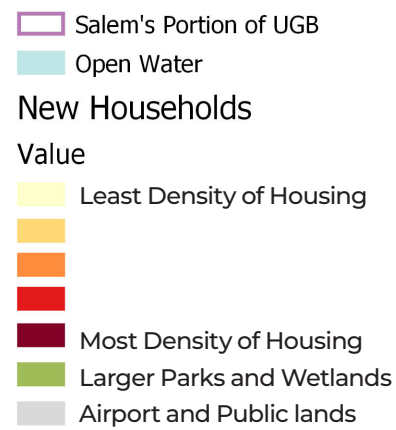 Salem's Portion of UGB
Open Water
New Households
Value
Least Density of Housing
Most Density of Housing
Larger Parks and Wetlands
Airport and Public lands